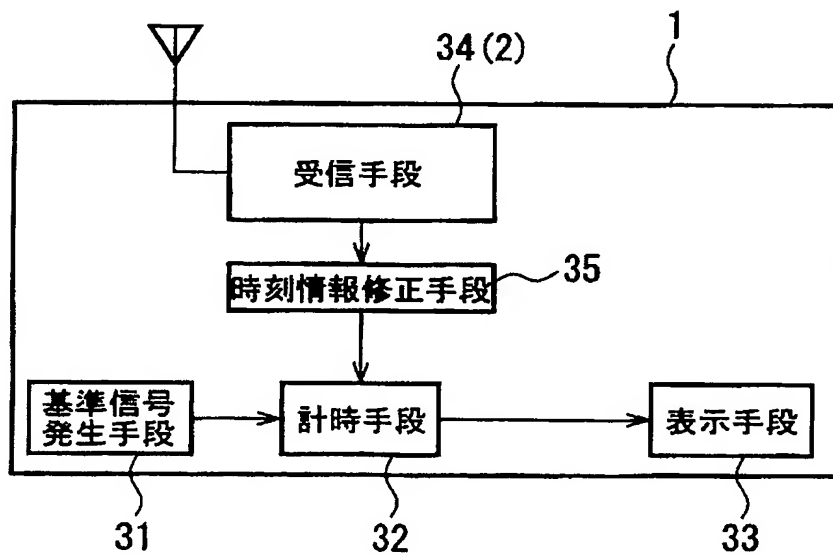 34(2)
1
受信手段
時刻情報修正手段
35
基準信号
発生手段
計時手段
表示手段
31
32
33